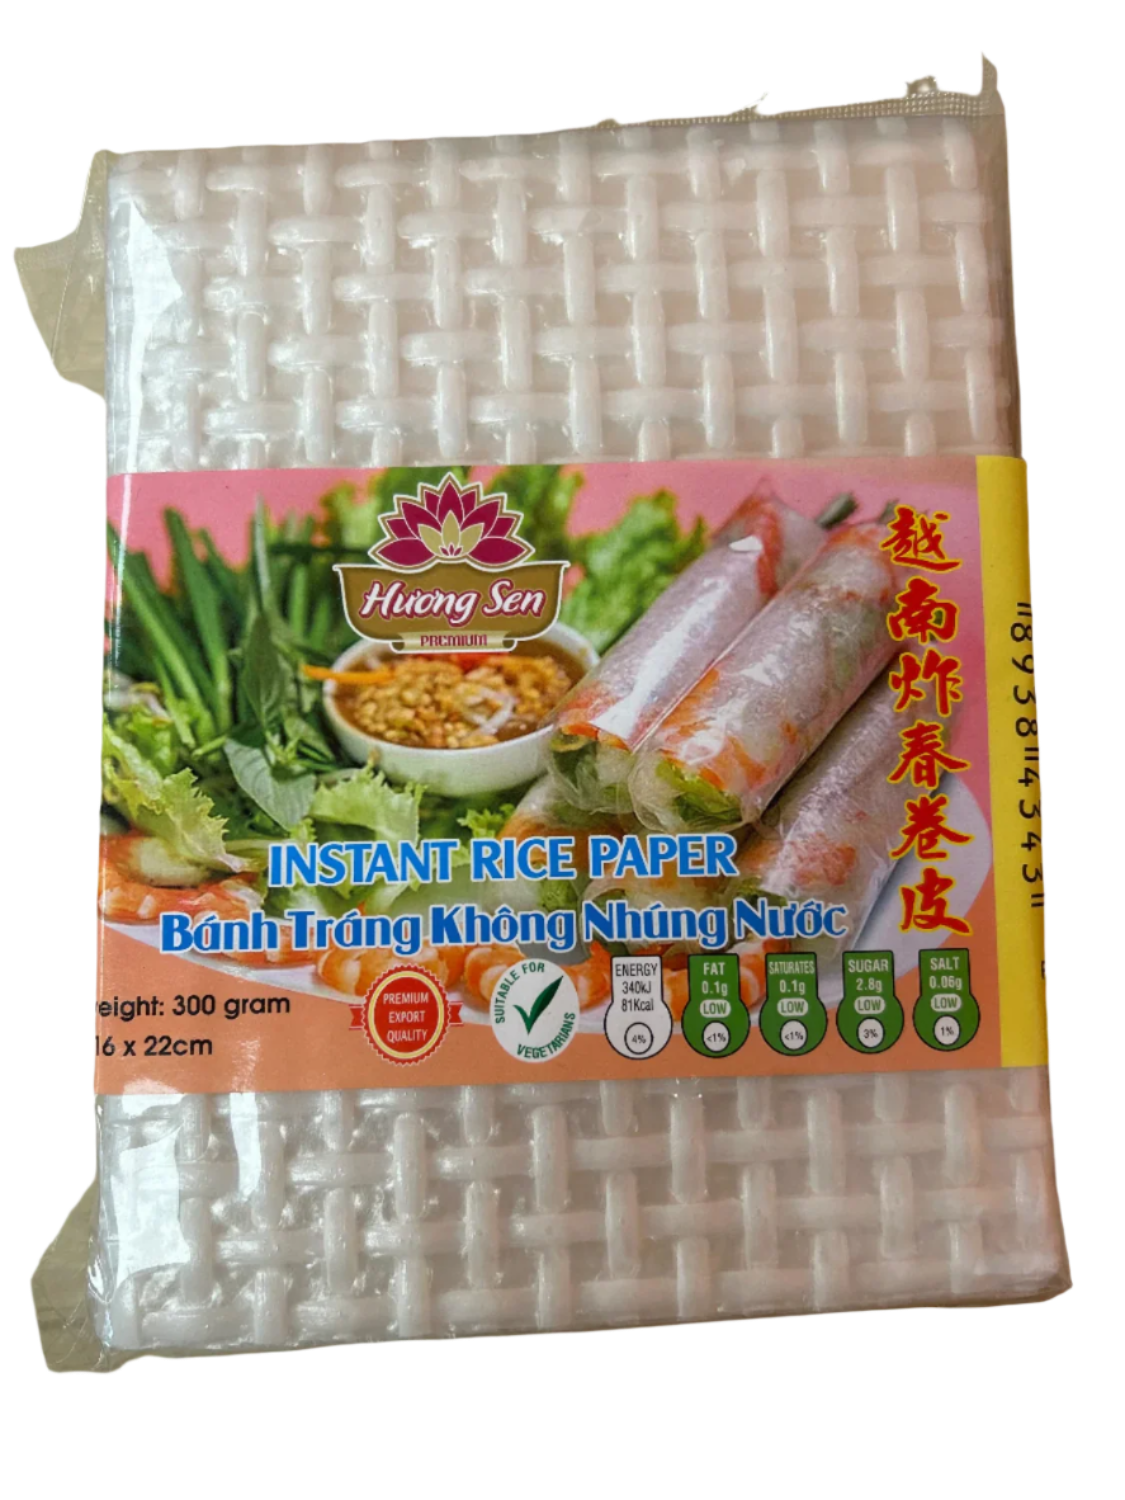 Hương Sen
PREMIUM
越南炸春卷皮
INSTANT RICE PAPER
Bánh Tráng Không Nhúng Nước
eight: 300 gram
16 x 22cm
PREMIUM
EXPORT
QUALITY
SUITABLE FOR
VEGETARIANS
ENERGY
340kJ
81Kcal
4%
FAT
0.1g
LOW
<1%
SATURATES
0.1g
LOW
<1%
SUGAR
2.8g
LOW
3%
SALT
0.06g
LOW
1%
893814343